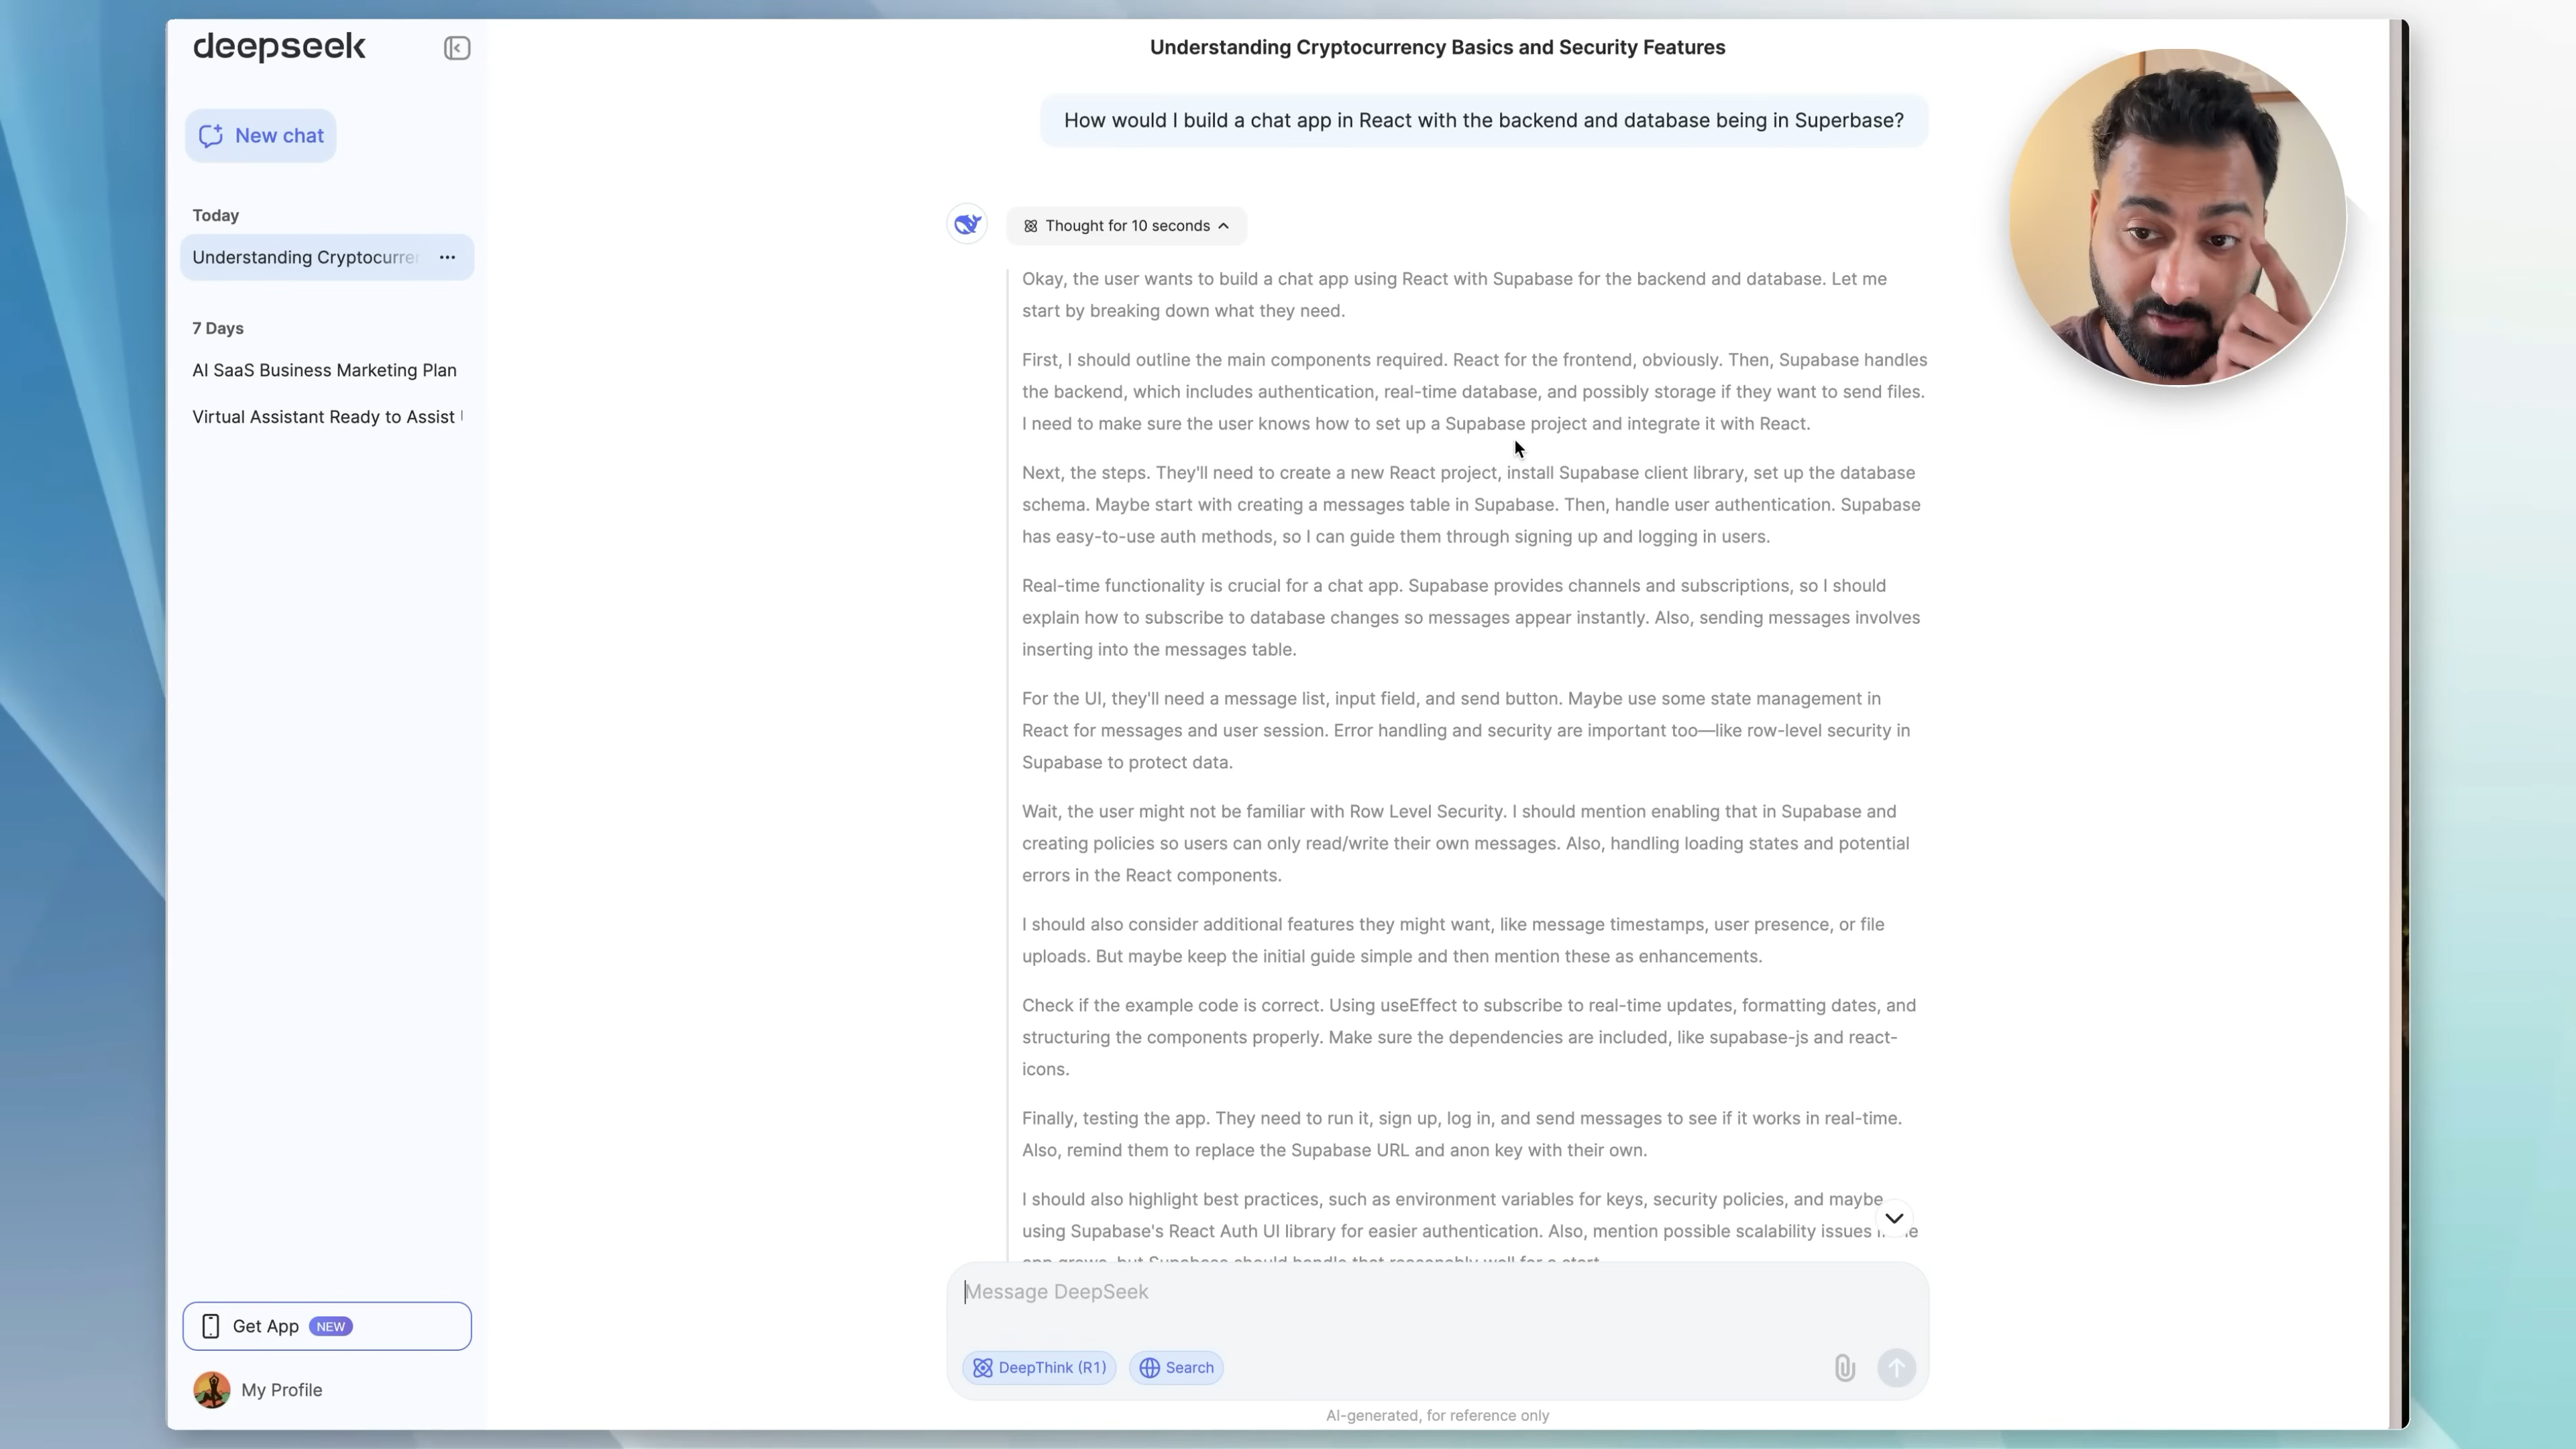 deepseek
New chat
Today
Understanding Cryptocurre
7 Days
AI SaaS Business Marketing Plan
Virtual Assistant Ready to Assist
Get App NEW
My Profile
Understanding Cryptocurrency Basics and Security Features
How would I build a chat app in React with the backend and database being in Superbase?
Thought for 10 seconds
Okay, the user wants to build a chat app using React with Supabase for the backend and database. Let me
start by breaking down what they need.
First, I should outline the main components required. React for the frontend, obviously. Then, Supabase handles
the backend, which includes authentication, real-time database, and possibly storage if they want to send files.
I need to make sure the user knows how to set up a Supabase project and integrate it with React.
Next, the steps. They'll need to create a new React project, install Supabase client library, set up the database
schema. Maybe start with creating a messages table in Supabase. Then, handle user authentication. Supabase
has easy-to-use auth methods, so I can guide them through signing up and logging in users.
Real-time functionality is crucial for a chat app. Supabase provides channels and subscriptions, so I should
explain how to subscribe to database changes so messages appear instantly. Also, sending messages involves
inserting into the messages table.
For the UI, they'll need a message list, input field, and send button. Maybe use some state management in
React for messages and user session. Error handling and security are important too—like row-level security in
Supabase to protect data.
Wait, the user might not be familiar with Row Level Security. I should mention enabling that in Supabase and
creating policies so users can only read/write their own messages. Also, handling loading states and potential
errors in the React components.
I should also consider additional features they might want, like message timestamps, user presence, or file
uploads. But maybe keep the initial guide simple and then mention these as enhancements.
Check if the example code is correct. Using useEffect to subscribe to real-time updates, formatting dates, and
structuring the components properly. Make sure the dependencies are included, like supabase-js and react-
icons.
Finally, testing the app. They need to run it, sign up, log in, and send messages to see if it works in real-time.
Also, remind them to replace the Supabase URL and anon key with their own.
I should also highlight best practices, such as environment variables for keys, security policies, and maybe
using Supabase's React Auth UI library for easier authentication. Also, mention possible scalability issues
app grows, but Supabase should handle that reasonably well for a start.
Message DeepSeek
DeepThink (R1)
Search
AI-generated, for reference only